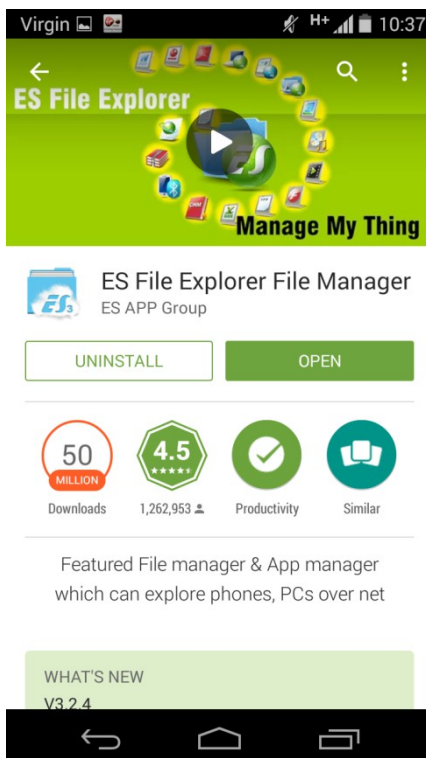 Virgin H+ 10:37
ES File Explorer
ES
Manage My Thing
ES File Explorer File Manager
ES APP Group
ES3
UNINSTALL OPEN
50 MILLION 4.5
Downloads 1,262,953 Productivity Similar
Featured File manager & App manager
which can explore phones, PCs over net
WHAT'S NEW
V3.2.4